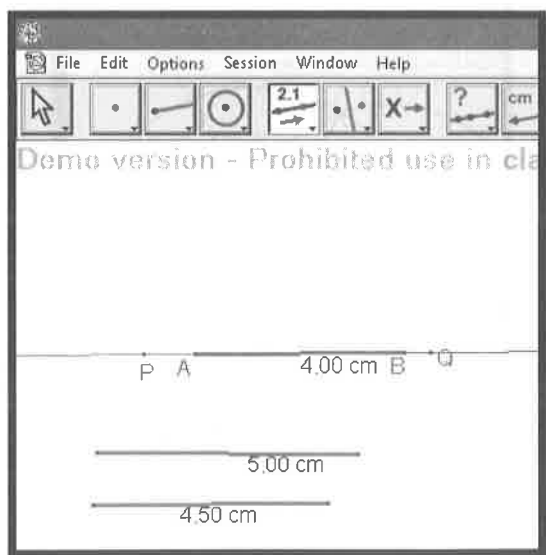 File Edit Options Session Window Help
2.1 X ? cm
Demo version - Prohibited use in cla
P A 4.00 cm B Q
5.00 cm
4.50 cm